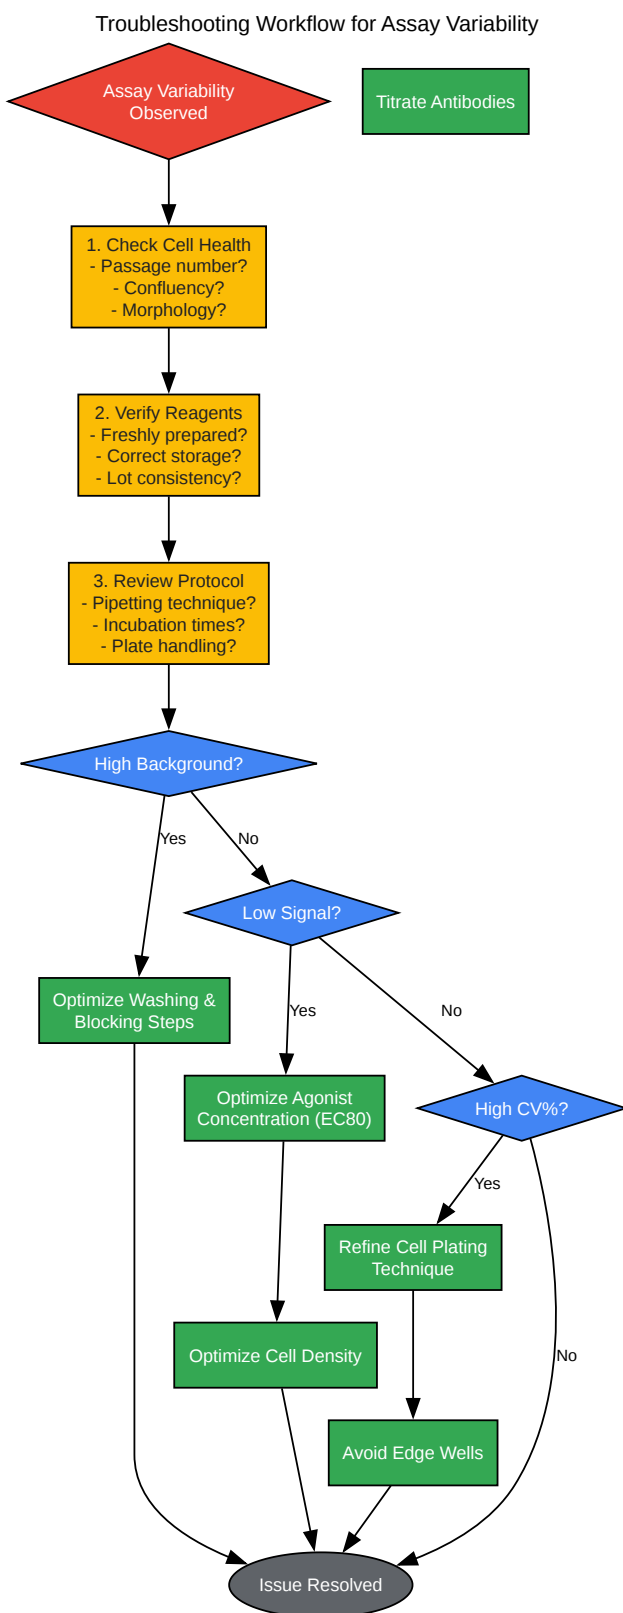 Troubleshooting Workflow for Assay Variability
Assay Variability
Observed
Titrate Antibodies
1. Check Cell Health
- Passage number?
- Confluency?
- Morphology?
2. Verify Reagents
- Freshly prepared?
- Correct storage?
- Lot consistency?
3. Review Protocol
- Pipetting technique?
- Incubation times?
- Plate handling?
High Background?
Yes
No
Low Signal?
Optimize Washing &
Blocking Steps
Yes
No
Optimize Agonist
Concentration (EC80)
High CV%?
Yes
Refine Cell Plating
Technique
Optimize Cell Density
No
Avoid Edge Wells
Issue Resolved